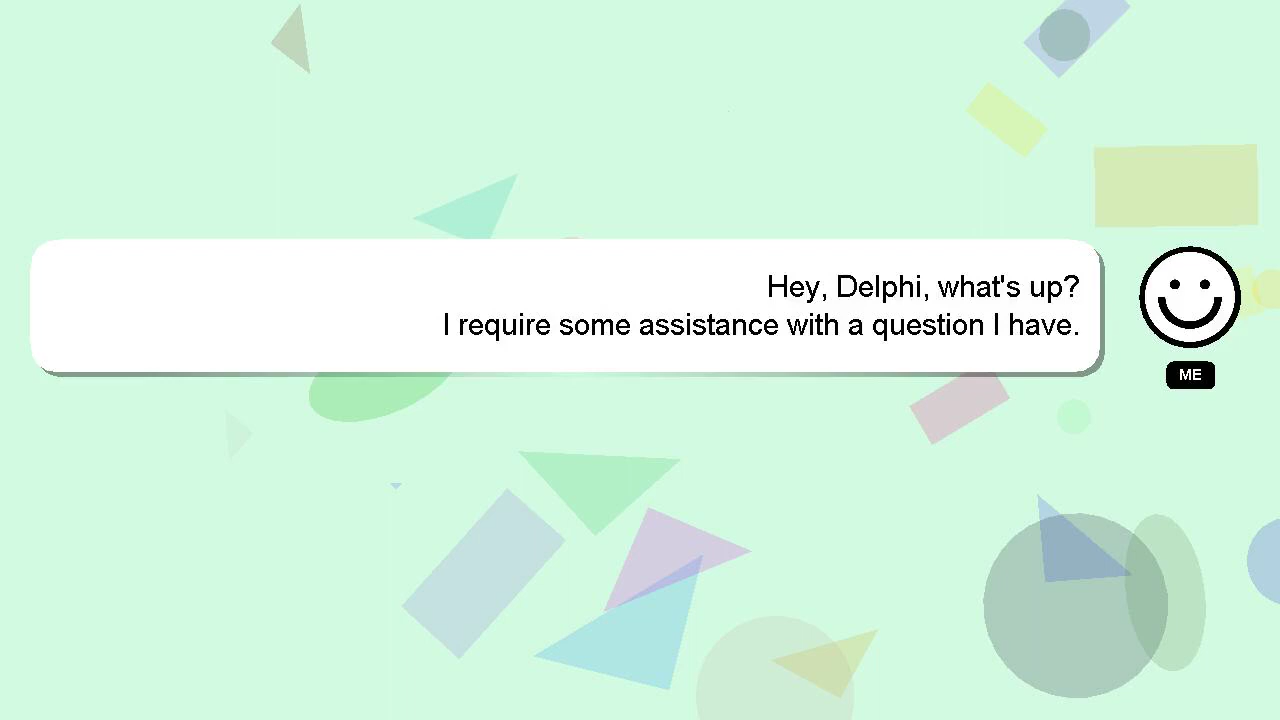 Hey, Delphi, what's up?
I require some assistance with a question I have.
ME